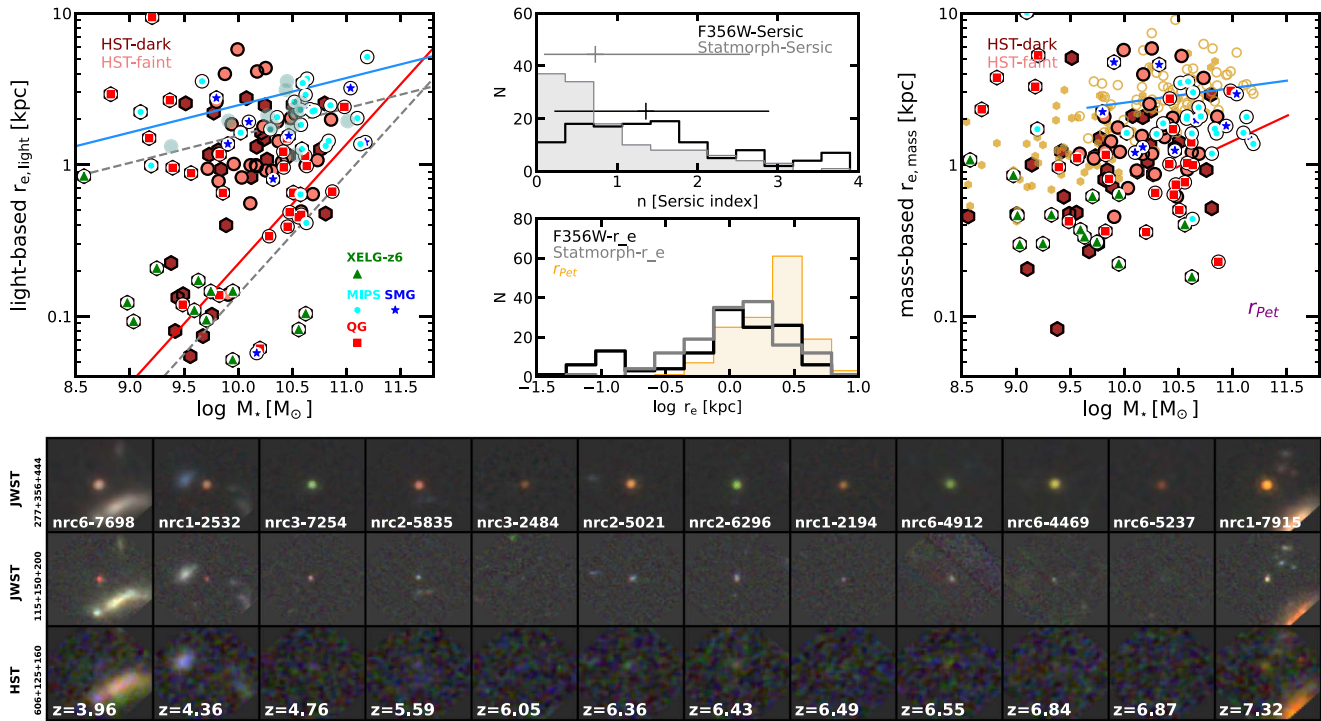 light-based r_e,light [kpc]
10
1
0.1
HST-dark
HST-faint
XELG-z6
MIPS SMG
QG
8.5 9.0 9.5 10.0 10.5 11.0 11.5
log M⋆ [M⊙]
N
60
40
20
0
F356W-Sersic
Statmorph-Sersic
0 1 2 3 4
n [Sersic index]
N
80
60
40
20
0
F356W-r_e
Statmorph-r_e
r_Pet
−1.5 −1.0 −0.5 0.0 0.5 1.0
log r_e [kpc]
mass-based r_e,mass [kpc]
10
1
0.1
HST-dark
HST-faint
r_Pet
8.5 9.0 9.5 10.0 10.5 11.0 11.5
log M⋆ [M⊙]
JWST
277+356+444
nrc6-7698 nrc1-2532 nrc3-7254 nrc2-5835 nrc3-2484 nrc2-5021 nrc2-6296 nrc1-2194 nrc6-4912 nrc6-4469 nrc6-5237 nrc1-7915
JWST
115+150+200
HST
606+125+160
z=3.96 z=4.36 z=4.76 z=5.59 z=6.05 z=6.36 z=6.43 z=6.49 z=6.55 z=6.84 z=6.87 z=7.32